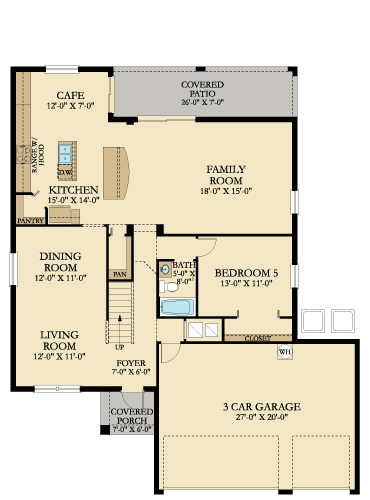 CAFE
12'-0" X 7'-0"
COVERED
PATIO
26'-0" X 7'-0"
RANGE W/
HOOD
D.W.
FAMILY
ROOM
18'-0" X 15'-0"
KITCHEN
15'-0" X 14'-0"
PANTRY
DINING
ROOM
12'-0" X 11'-0"
PAN
BATH
5'-0" X
8'-0"
BEDROOM 5
13'-0" X 11'-0"
LIVING
ROOM
12'-0" X 11'-0"
UP
CLOSET
WH
FOYER
7'-0" X 6'-0"
COVERED
PORCH
7'-0" X 6'-0"
3 CAR GARAGE
27'-0" X 20'-0"